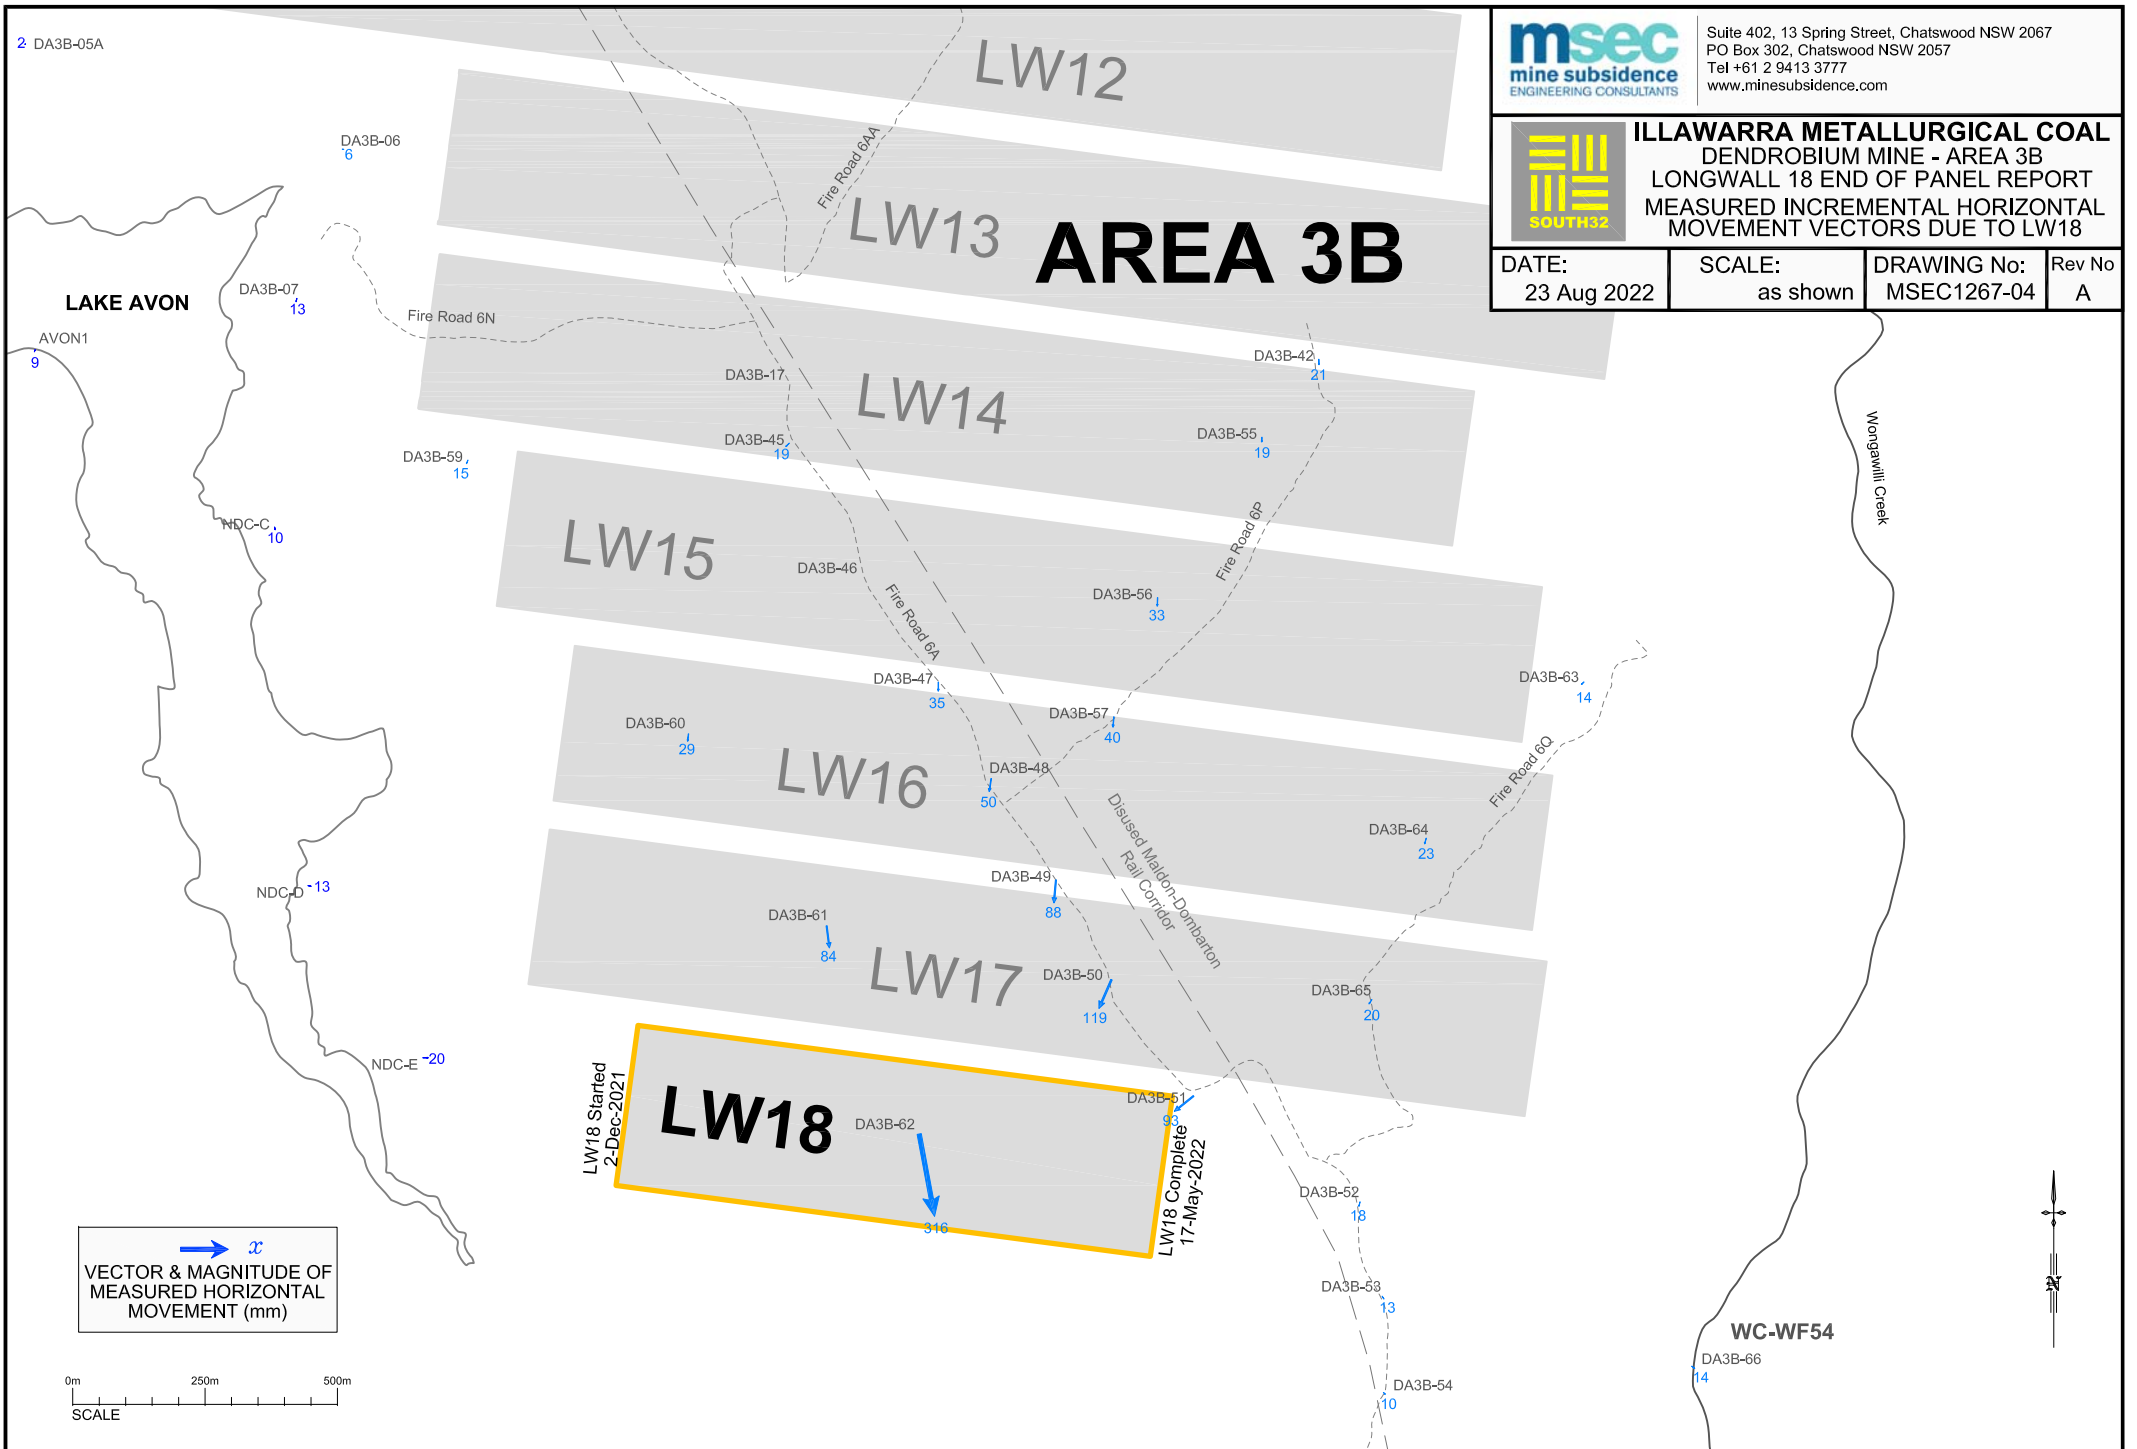 msec
mine subsidence
ENGINEERING CONSULTANTS
Suite 402, 13 Spring Street, Chatswood NSW 2067
PO Box 302, Chatswood NSW 2057
Tel +61 2 9413 3777
www.minesubsidence.com
SOUTH32
ILLAWARRA METALLURGICAL COAL
DENDROBIUM MINE - AREA 3B
LONGWALL 18 END OF PANEL REPORT
MEASURED INCREMENTAL HORIZONTAL
MOVEMENT VECTORS DUE TO LW18
DATE:
23 Aug 2022
SCALE:
as shown
DRAWING No:
MSEC1267-04
Rev No
A
2 DA3B-05A
LW12
DA3B-06
6
Fire Road 6AA
LW13
AREA 3B
LAKE AVON
DA3B-07
13
Fire Road 6N
AVON1
9
DA3B-17
LW14
DA3B-42
21
DA3B-45
19
DA3B-55
19
DA3B-59
15
Wongawilli Creek
NDC-C
10
LW15
DA3B-46
Fire Road 6A
DA3B-56
33
Fire Road 6P
DA3B-47
35
DA3B-63
14
DA3B-60
29
DA3B-57
40
LW16
DA3B-48
50
Fire Road 6Q
Disused Maldon-Dombarton
Rail Corridor
DA3B-64
23
NDC-D
13
DA3B-49
88
DA3B-61
84
LW17
DA3B-50
119
DA3B-65
20
NDC-E
20
LW18 Started
2-Dec-2021
LW18
DA3B-62
316
DA3B-51
93
LW18 Complete
17-May-2022
DA3B-52
18
DA3B-53
13
DA3B-54
10
WC-WF54
DA3B-66
14
N
x
VECTOR & MAGNITUDE OF
MEASURED HORIZONTAL
MOVEMENT (mm)
0m 250m 500m
SCALE